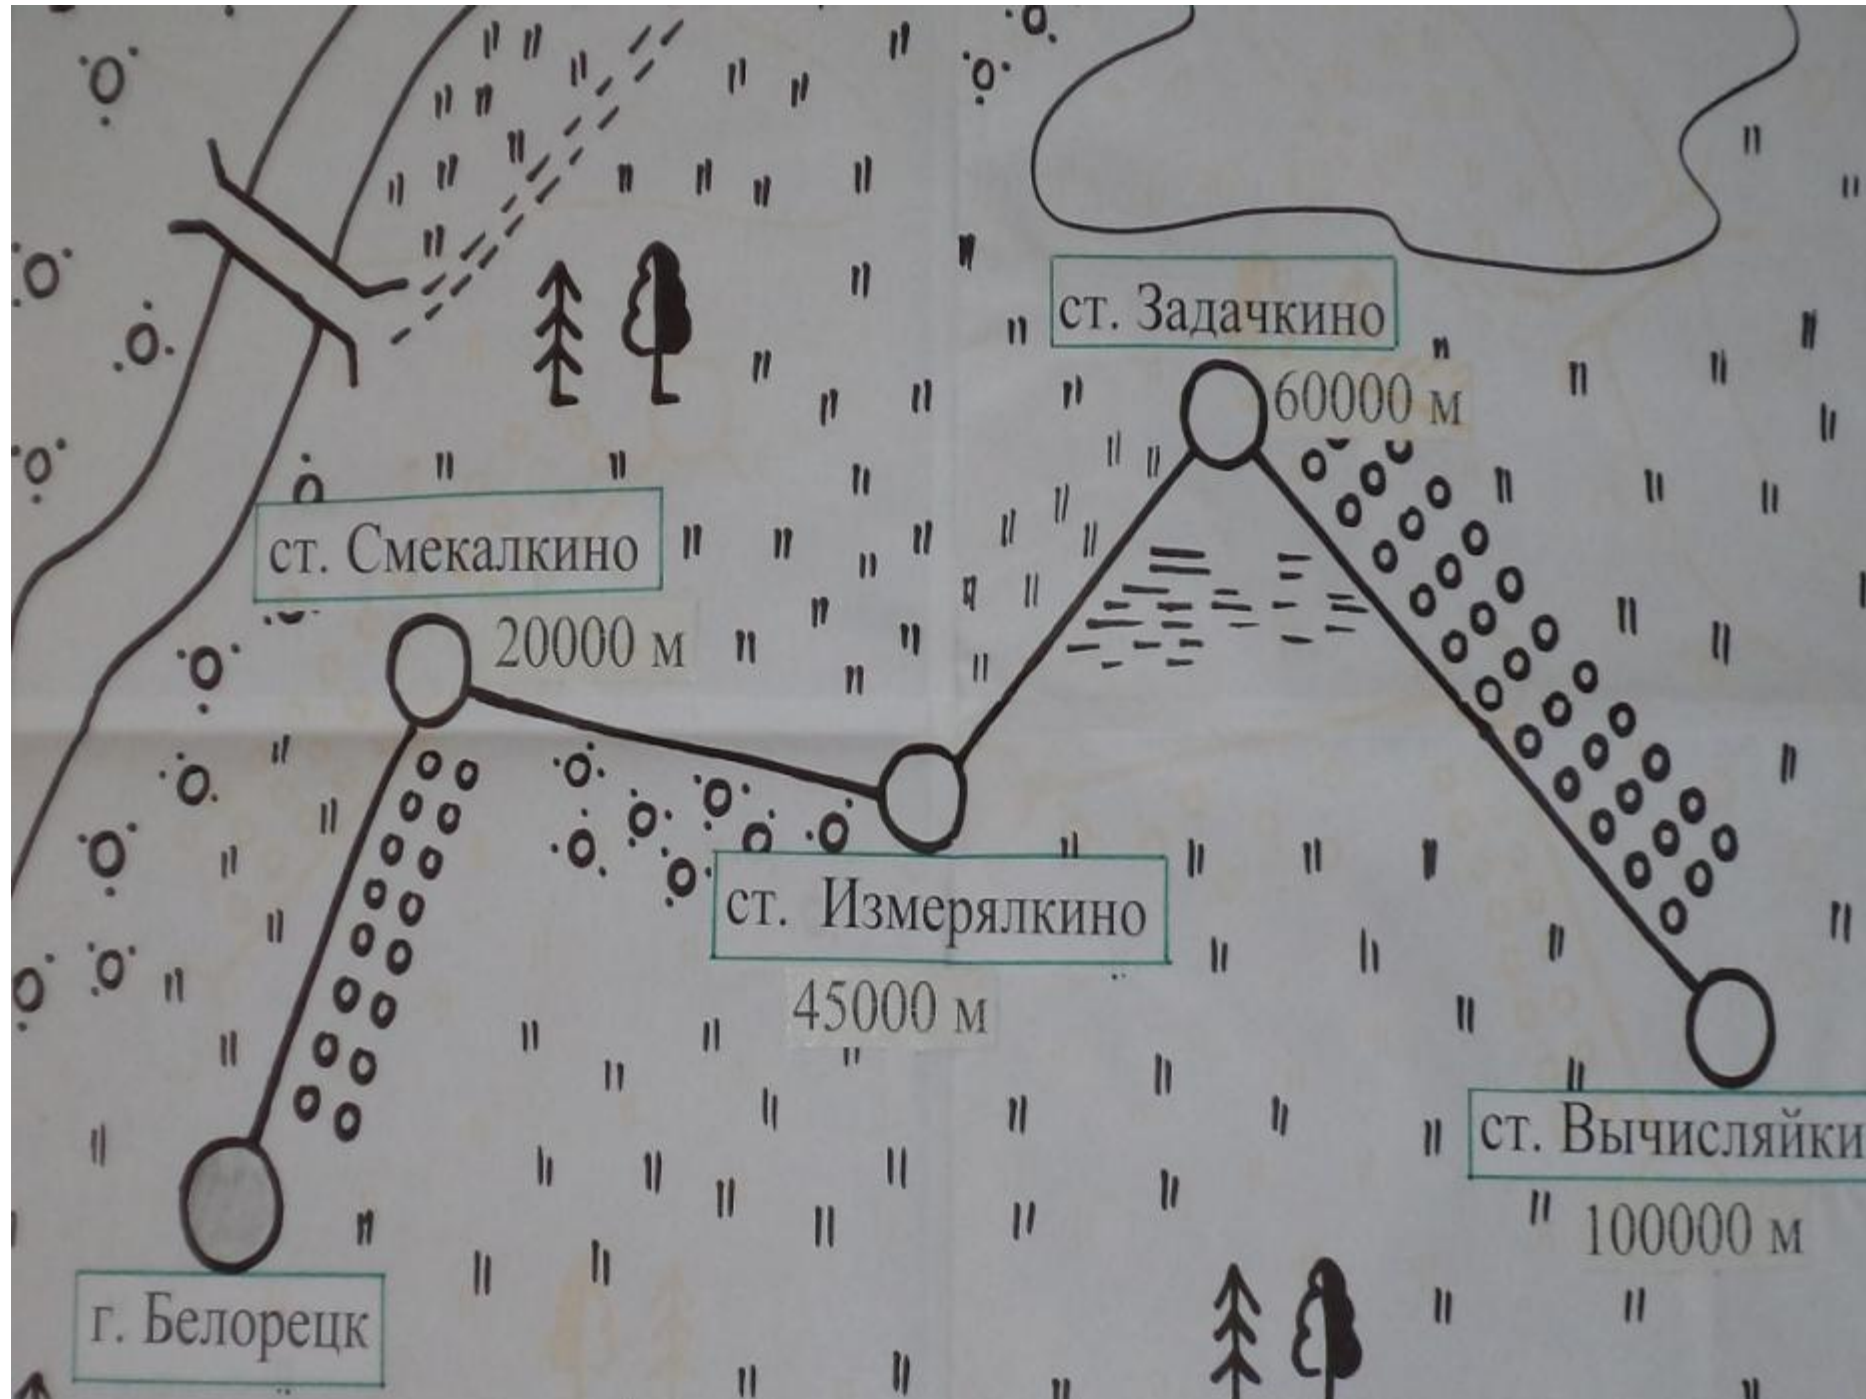 ст. Задачкино
60000 м
ст. Смекалкино
20000 м
ст. Измерялкино
45000 м
ст. Вычисляйки
100000 м
г. Белорецк